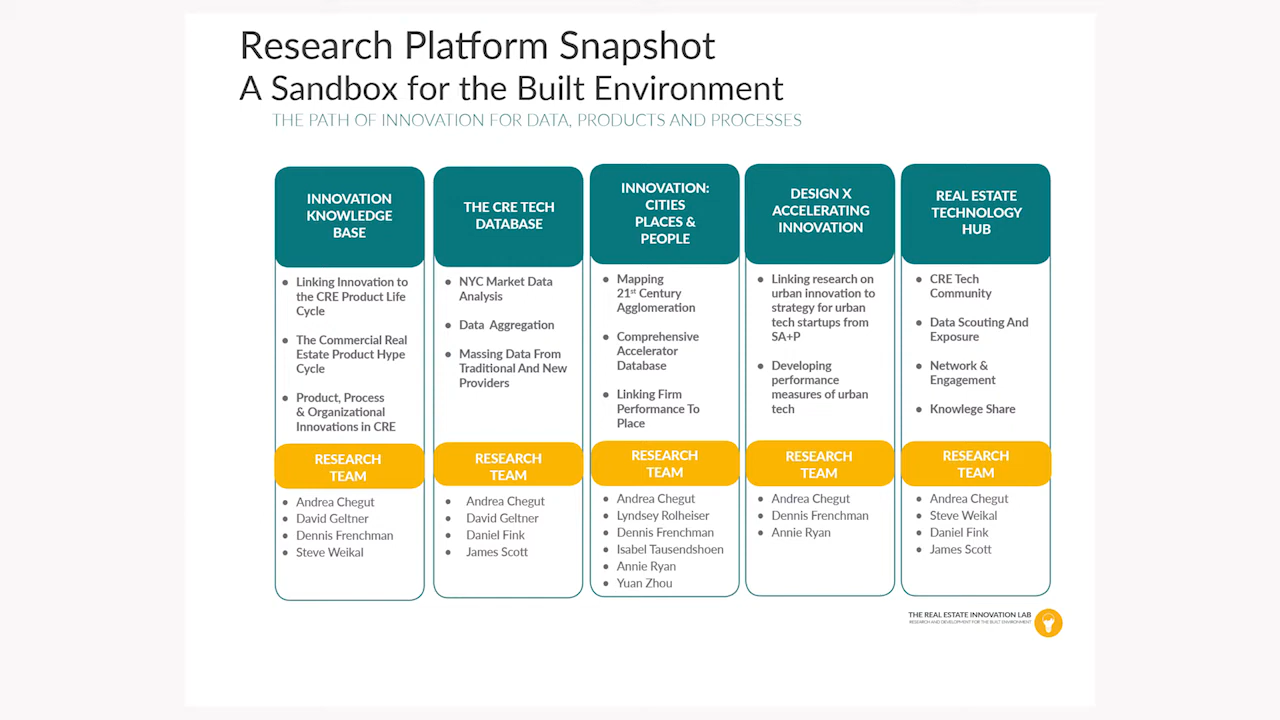 Research Platform Snapshot
A Sandbox for the Built Environment
THE PATH OF INNOVATION FOR DATA, PRODUCTS AND PROCESSES
INNOVATION
KNOWLEDGE
BASE
• Linking Innovation to
the CRE Product Life
Cycle
• The Commercial Real
Estate Product Hype
Cycle
• Product, Process
& Organizational
Innovations in CRE
RESEARCH
TEAM
• Andrea Chegut
• David Geltner
• Dennis Frenchman
• Steve Weikal
THE CRE TECH
DATABASE
• NYC Market Data
Analysis
• Data Aggregation
• Massing Data From
Traditional And New
Providers
RESEARCH
TEAM
• Andrea Chegut
• David Geltner
• Daniel Fink
• James Scott
INNOVATION:
CITIES
PLACES &
PEOPLE
• Mapping
21st Century
Agglomeration
• Comprehensive
Accelerator
Database
• Linking Firm
Performance To
Place
RESEARCH
TEAM
• Andrea Chegut
• Lyndsey Rolheiser
• Dennis Frenchman
• Isabel Tausendshoen
• Annie Ryan
• Yuan Zhou
DESIGN X
ACCELERATING
INNOVATION
• Linking research on
urban innovation to
strategy for urban
tech startups from
SA+P
• Developing
performance
measures of urban
tech
RESEARCH
TEAM
• Andrea Chegut
• Dennis Frenchman
• Annie Ryan
REAL ESTATE
TECHNOLOGY
HUB
• CRE Tech
Community
• Data Scouting And
Exposure
• Network &
Engagement
• Knowlege Share
RESEARCH
TEAM
• Andrea Chegut
• Steve Weikal
• Daniel Fink
• James Scott
THE REAL ESTATE INNOVATION LAB
RESEARCH AND DEVELOPMENT FOR THE BUILT ENVIRONMENT